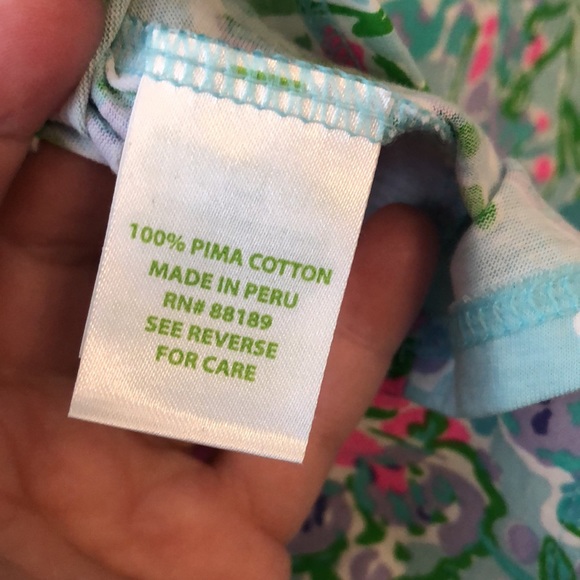 100% PIMA COTTON
MADE IN PERU
RN# 88189
SEE REVERSE
FOR CARE